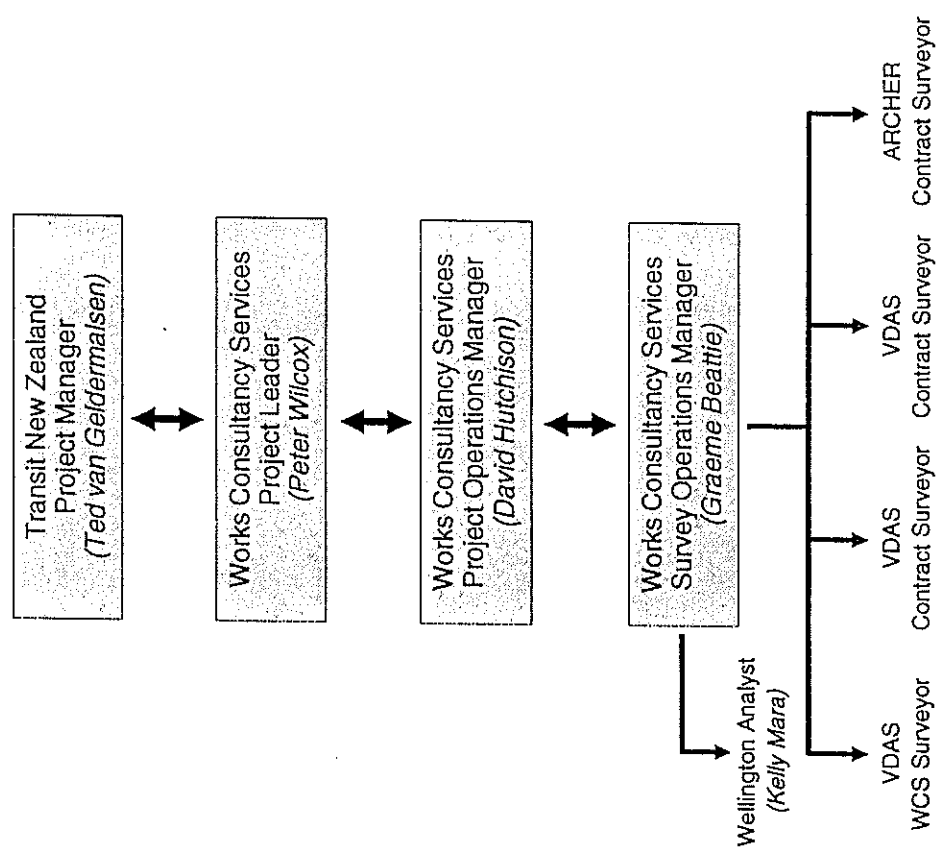 Transit New Zealand
Project Manager
(Ted van Geldermalsen)
Works Consultancy Services
Project Leader
(Peter Wilcox)
Works Consultancy Services
Project Operations Manager
(David Hutchison)
Works Consultancy Services
Survey Operations Manager
(Graeme Beattie)
Wellington Analyst
(Kelly Mara)
VDAS
WCS Surveyor
VDAS
Contract Surveyor
VDAS
Contract Surveyor
ARCHER
Contract Surveyor